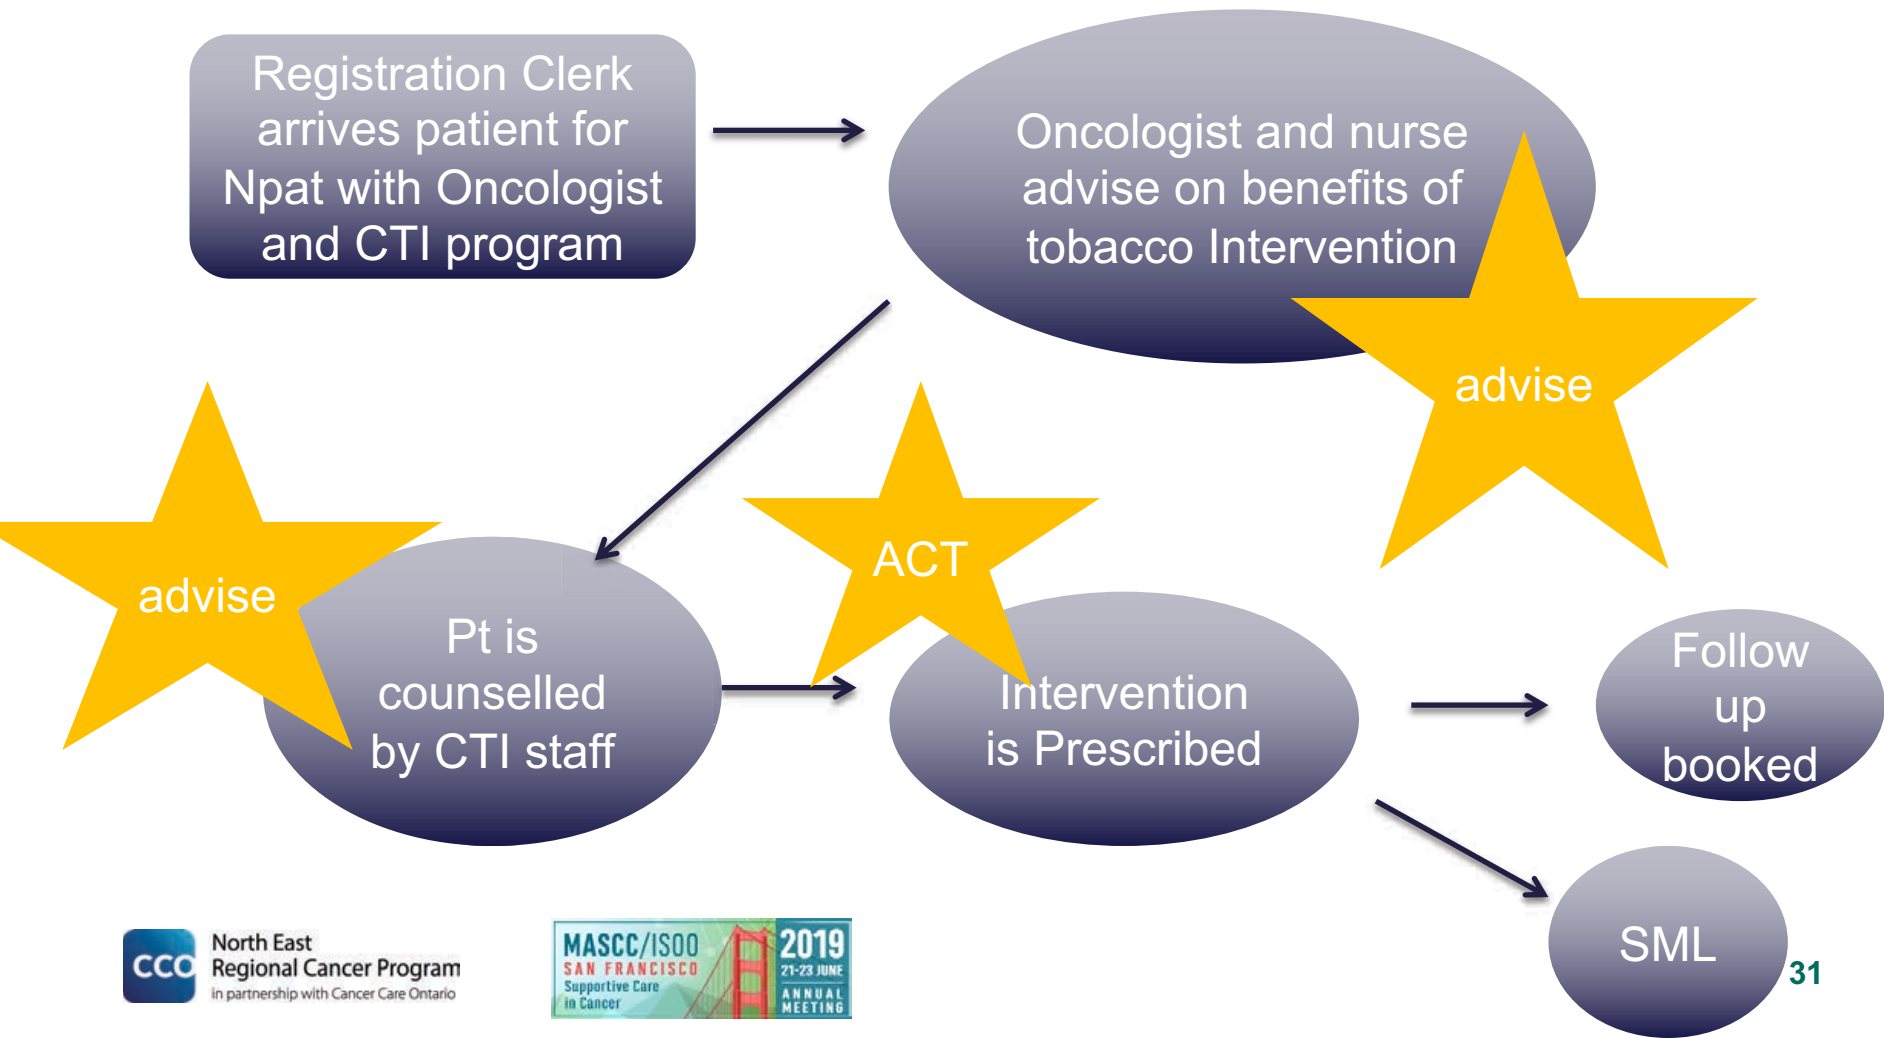 Registration Clerk
arrives patient for
Npat with Oncologist
and CTI program
Oncologist and nurse
advise on benefits of
tobacco Intervention
advise
advise
Pt is
counselled
by CTI staff
ACT
Intervention
is Prescribed
Follow
up
booked
SML
CCO
North East
Regional Cancer Program
in partnership with Cancer Care Ontario
MASCC/ISOO
SAN FRANCISCO
Supportive Care
in Cancer
2019
21-23 JUNE
ANNUAL
MEETING
31